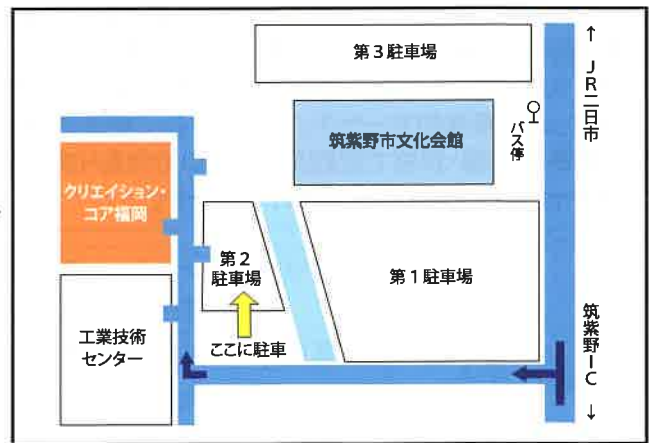 第3駐車場
↑ JR二日市
バス停
筑紫野市文化会館
クリエイション・
コア福岡
第2
駐車場
第1駐車場
工業技術
センター
ここに駐車
筑紫野IC ↓